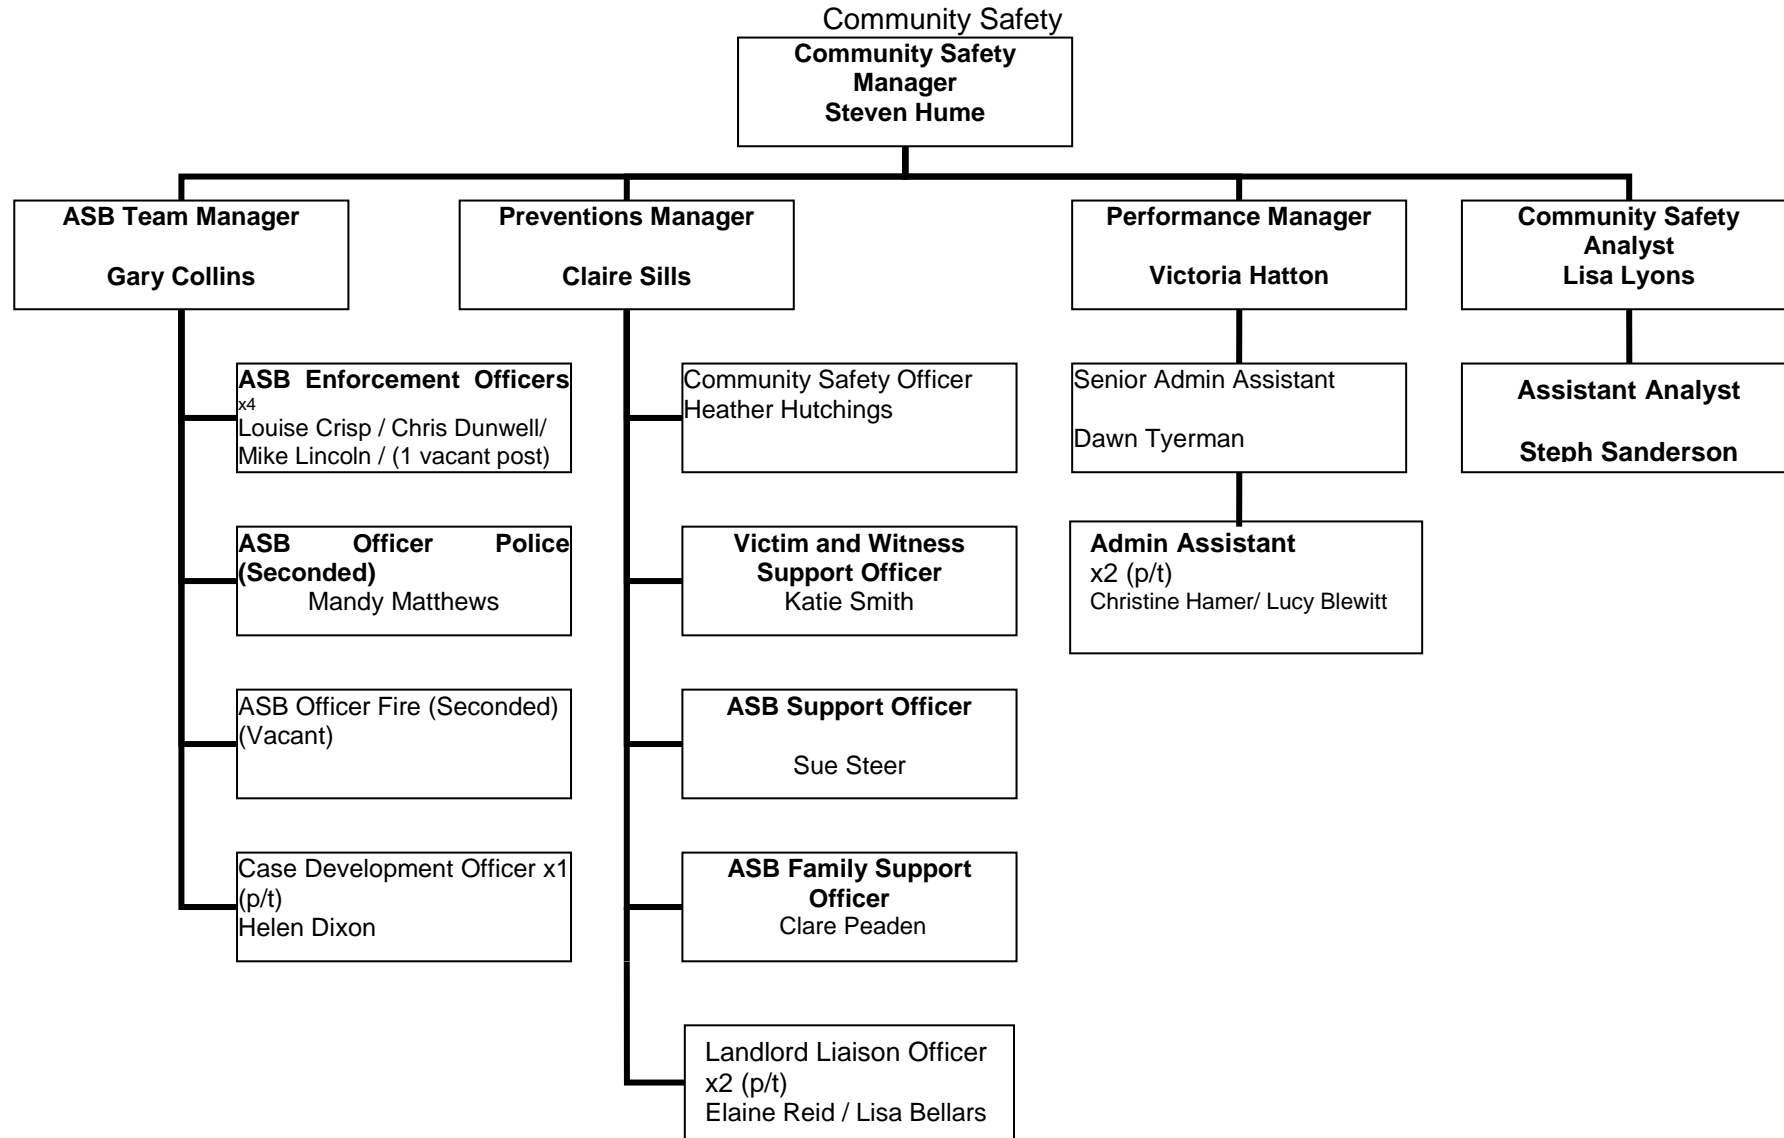 Community Safety
Community Safety
Manager
Steven Hume
ASB Team Manager
Gary Collins
Preventions Manager
Claire Sills
Performance Manager
Victoria Hatton
Community Safety
Analyst
Lisa Lyons
ASB Enforcement Officers
x4
Louise Crisp / Chris Dunwell/
Mike Lincoln / (1 vacant post)
Community Safety Officer
Heather Hutchings
Senior Admin Assistant
Dawn Tyerman
Assistant Analyst
Steph Sanderson
ASB Officer Police
(Seconded)
Mandy Matthews
Victim and Witness
Support Officer
Katie Smith
Admin Assistant
x2 (p/t)
Christine Hamer/ Lucy Blewitt
ASB Officer Fire (Seconded)
(Vacant)
ASB Support Officer
Sue Steer
Case Development Officer x1
(p/t)
Helen Dixon
ASB Family Support
Officer
Clare Peaden
Landlord Liaison Officer
x2 (p/t)
Elaine Reid / Lisa Bellars